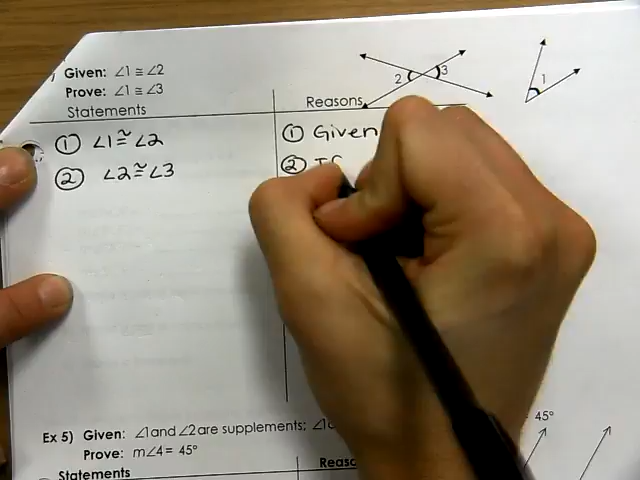 Given: ∠1 ≅ ∠2
Prove: ∠1 ≅ ∠3
2 3 1
Statements Reasons
① ∠1 ≅ ∠2 ① Given
② ∠2 ≅ ∠3 ②
Ex 5) Given: ∠1 and ∠2 are supplements; = 45°
Prove: m∠4 = 45°
Statements